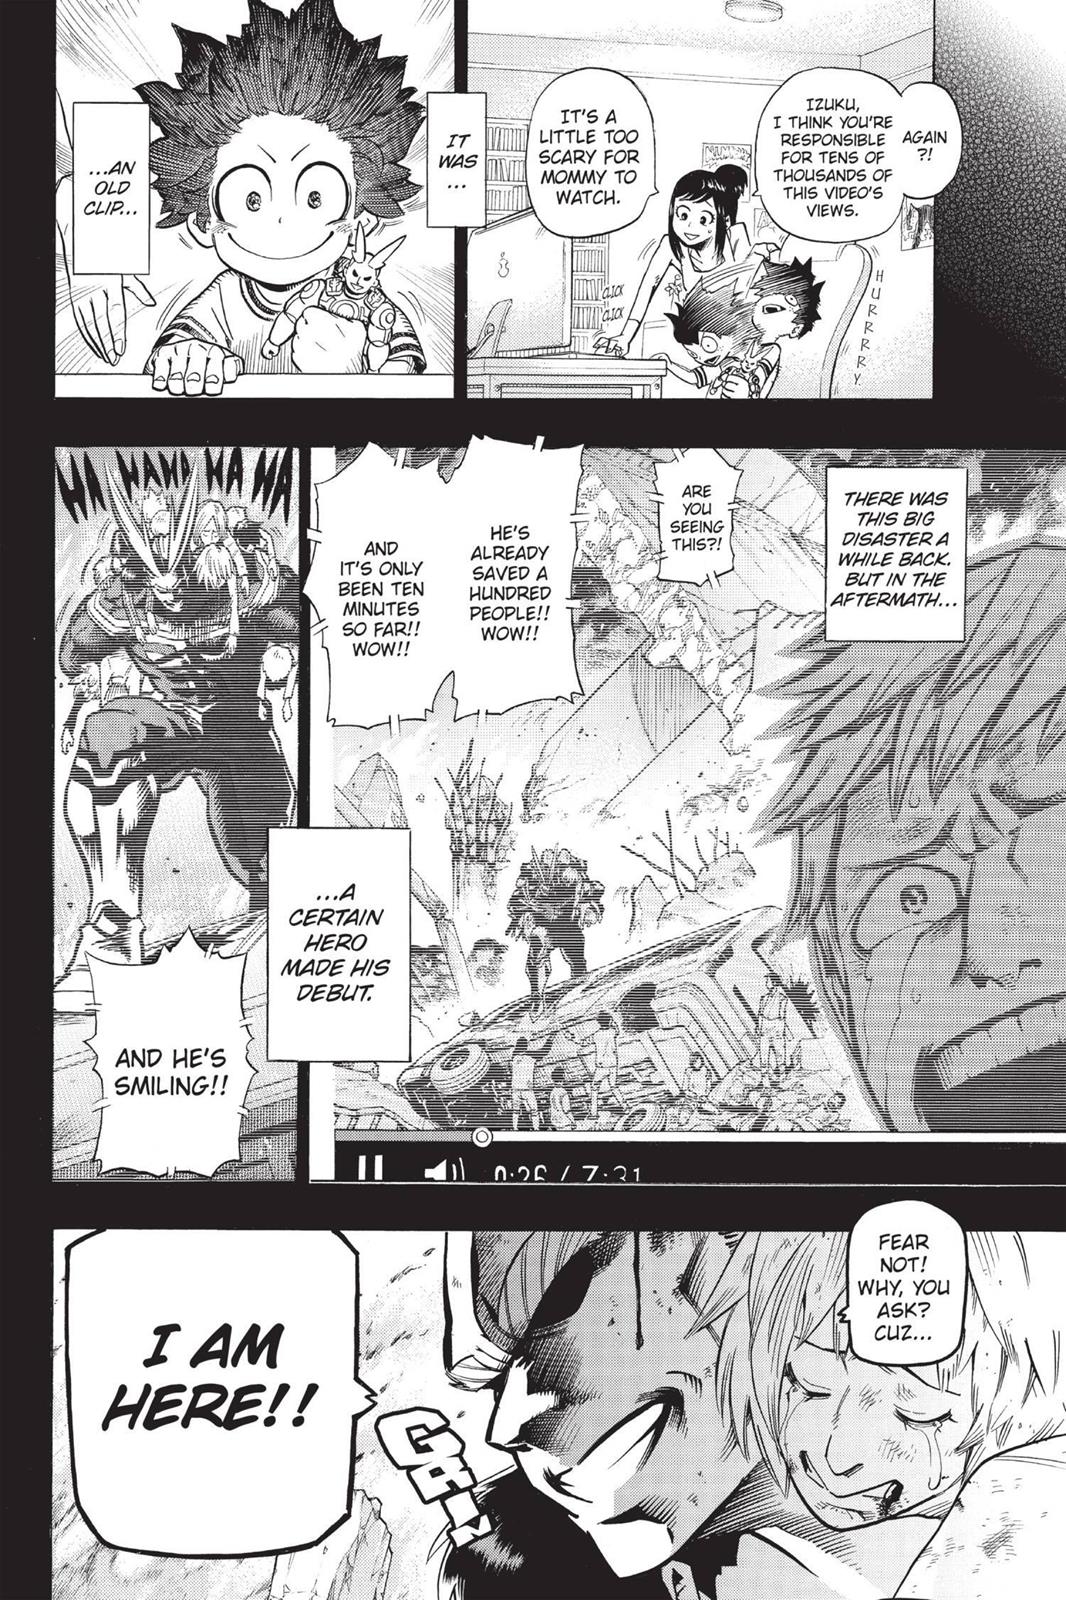 AGAIN
?!
IZUKU,
I THINK YOU'RE
RESPONSIBLE
FOR TENS OF
THOUSANDS OF
THIS VIDEO'S
VIEWS.
IT'S A
LITTLE TOO
SCARY FOR
MOMMY TO
WATCH.
HURRRRY
CLICK
CLICK
IT
WAS...
...AN
OLD
CLIP...
THERE WAS
THIS BIG
DISASTER A
WHILE BACK.
BUT IN THE
AFTERMATH...
ARE
YOU
SEEING
THIS?!
HE'S
ALREADY
SAVED A
HUNDRED
PEOPLE!!
WOW!!
AND
IT'S ONLY
BEEN TEN
MINUTES
SO FAR!!
WOW!!
0:26 / 7:31
...A
CERTAIN
HERO
MADE HIS
DEBUT.
HA HAHA HA HA
AND HE'S
SMILING!!
FEAR
NOT!
WHY, YOU
ASK?
CUZ...
GRIN
I AM
HERE!!